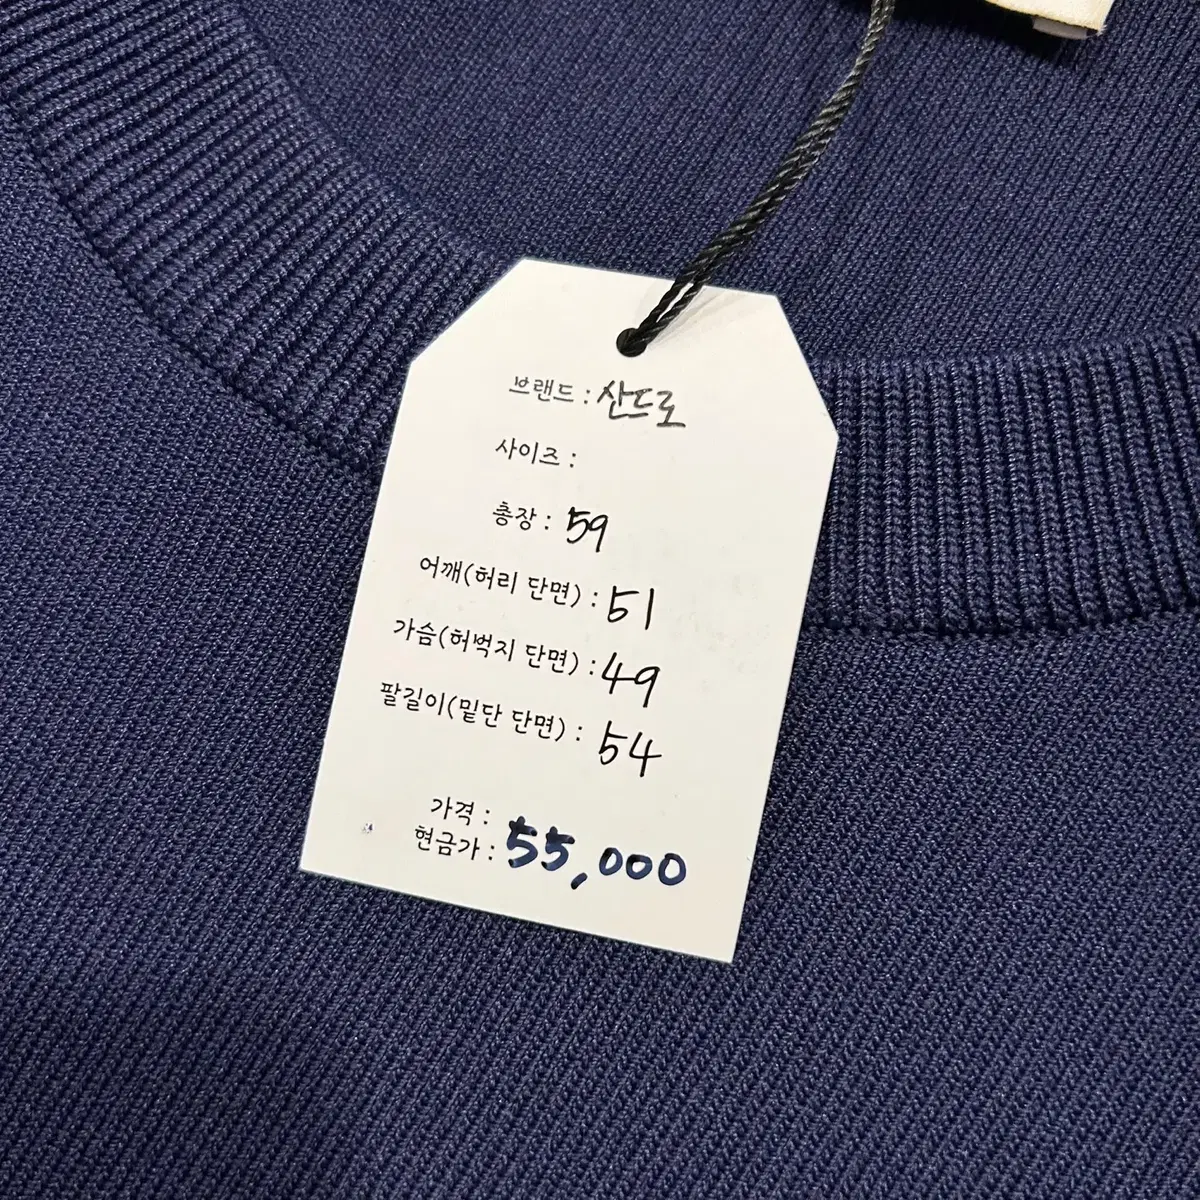 브랜드 : 산드로
사이즈 :
총장 : 59
어깨(허리 단면) : 51
가슴(허벅지 단면) : 49
팔길이(밑단 단면) : 54
가격 :
현금가 : 55,000